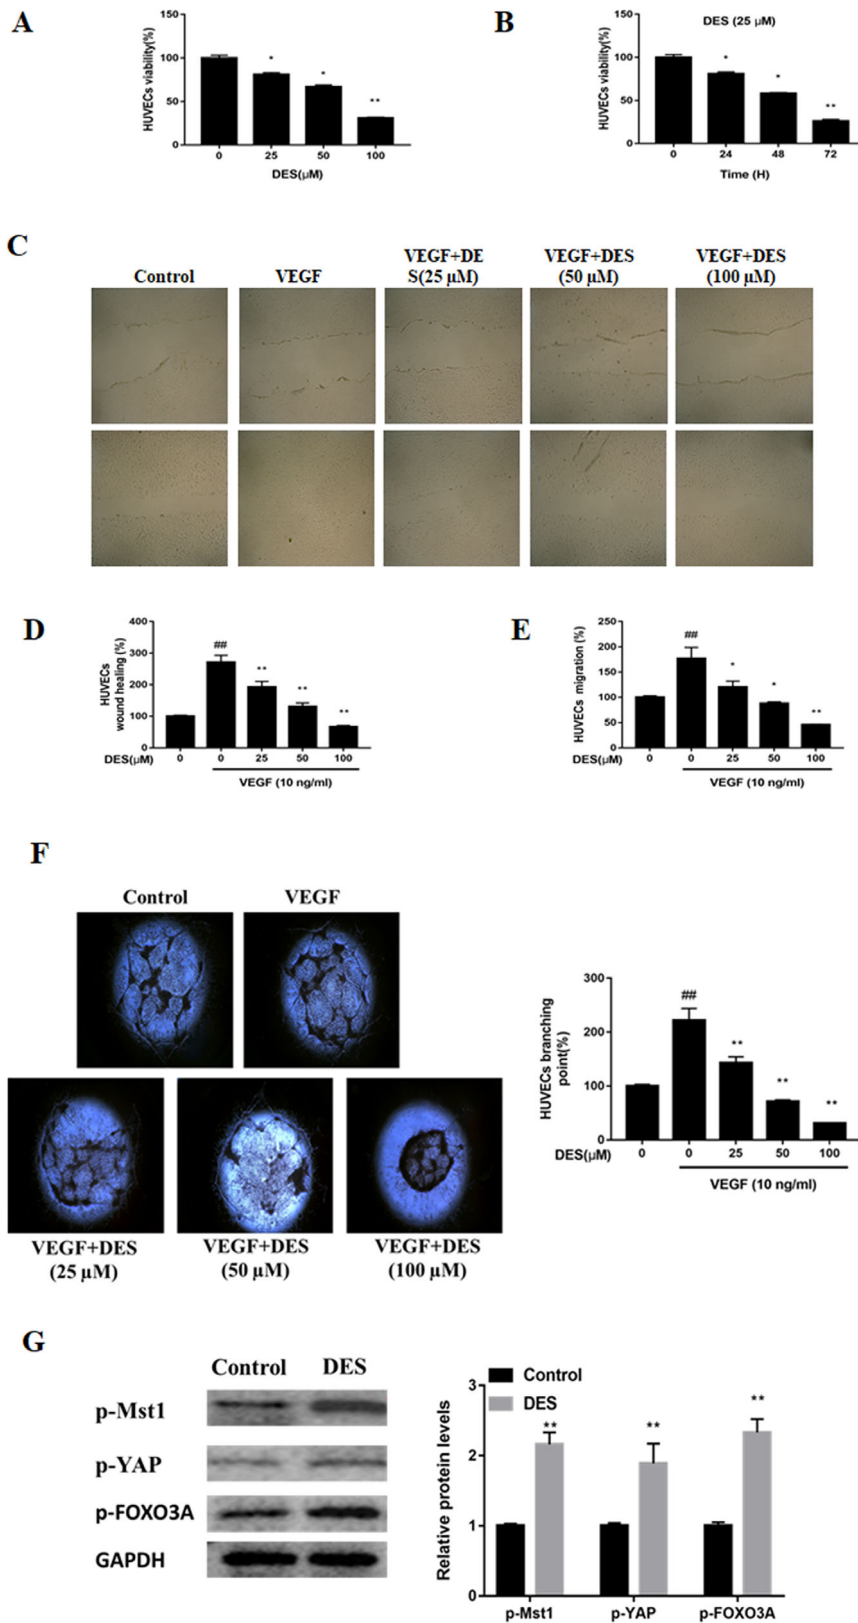 A
HUVECs viability(%)
150
100
50
0
*
*
**
0 25 50 100
DES(µM)
B
DES (25 µM)
HUVECs viability(%)
150
100
50
0
*
*
**
0 24 48 72
Time (H)
C
Control
VEGF
VEGF+DE
S(25 µM)
VEGF+DES
(50 µM)
VEGF+DES
(100 µM)
D
HUVECs
wound healing (%)
400
300
200
100
0
##
**
**
**
DES(µM) 0 0 25 50 100
VEGF (10 ng/ml)
E
HUVECs migration (%)
250
200
150
100
50
0
##
*
*
**
DES(µM) 0 0 25 50 100
VEGF (10 ng/ml)
F
Control
VEGF
VEGF+DES
(25 µM)
VEGF+DES
(50 µM)
VEGF+DES
(100 µM)
HUVECs branching
point(%)
300
200
100
0
##
**
**
**
DES(µM) 0 0 25 50 100
VEGF (10 ng/ml)
G
Control DES
p-Mst1
p-YAP
p-FOXO3A
GAPDH
Relative protein levels
3
2
1
0
Control
DES
**
**
**
p-Mst1 p-YAP p-FOXO3A